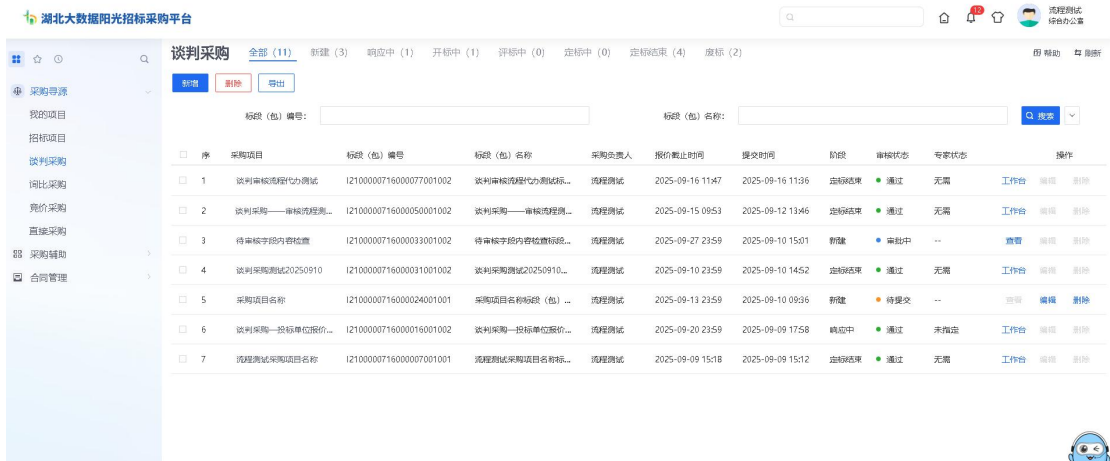 湖北大数据阳光招标采购平台
12
流程测试
综合办公室
采购寻源
我的项目
招标项目
谈判采购
询比采购
竞价采购
直接采购
采购辅助
合同管理
谈判采购 全部（11） 新建（3） 响应中（1） 开标中（1） 评标中（0） 定标中（0） 定标结束（4） 废标（2） 帮助 刷新
新增 删除 导出
标段（包）编号： 标段（包）名称： 搜索
序 采购项目 标段（包）编号 标段（包）名称 采购负责人 报价截止时间 提交时间 阶段 审核状态 专家状态 操作
1 谈判审核流程代办测试 I2100000716000077001002 谈判审核流程代办测试标... 流程测试 2025-09-16 11:47 2025-09-16 11:36 定标结束 通过 无需 工作台 编辑 删除
2 谈判采购——审核流程测... I2100000716000050001002 谈判采购——审核流程测... 流程测试 2025-09-15 09:53 2025-09-12 13:46 定标结束 通过 无需 工作台 编辑 删除
3 待审核字段内容检查 I2100000716000033001002 待审核字段内容检查标段... 流程测试 2025-09-27 23:59 2025-09-10 15:01 新建 审批中 -- 查看 编辑 删除
4 谈判采购测试20250910 I2100000716000031001002 谈判采购测试20250910... 流程测试 2025-09-10 23:59 2025-09-10 14:52 定标结束 通过 无需 工作台 编辑 删除
5 采购项目名称 I2100000716000024001001 采购项目名称标段（包）... 流程测试 2025-09-13 23:59 2025-09-10 09:36 新建 待提交 -- 查看 编辑 删除
6 谈判采购—投标单位报价... I2100000716000016001002 谈判采购—投标单位报价... 流程测试 2025-09-20 23:59 2025-09-09 17:58 响应中 通过 未指定 工作台 编辑 删除
7 流程测试采购项目名称 I2100000716000007001001 流程测试采购项目名称标... 流程测试 2025-09-09 15:18 2025-09-09 15:12 定标结束 通过 无需 工作台 编辑 删除